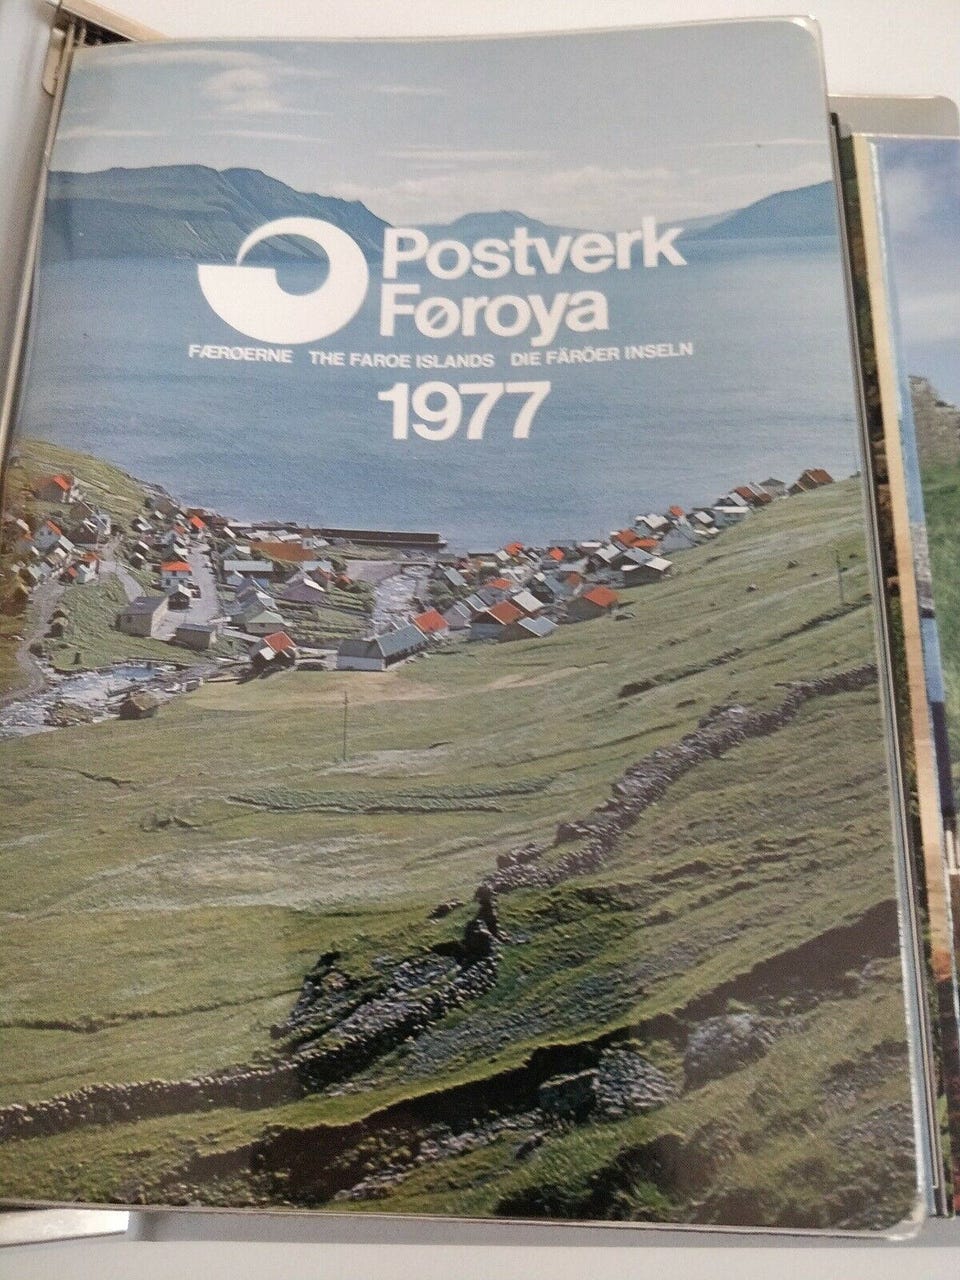 Postverk
Føroya
FÆRØERNE THE FAROE ISLANDS DIE FÄRÖER INSELN
1977